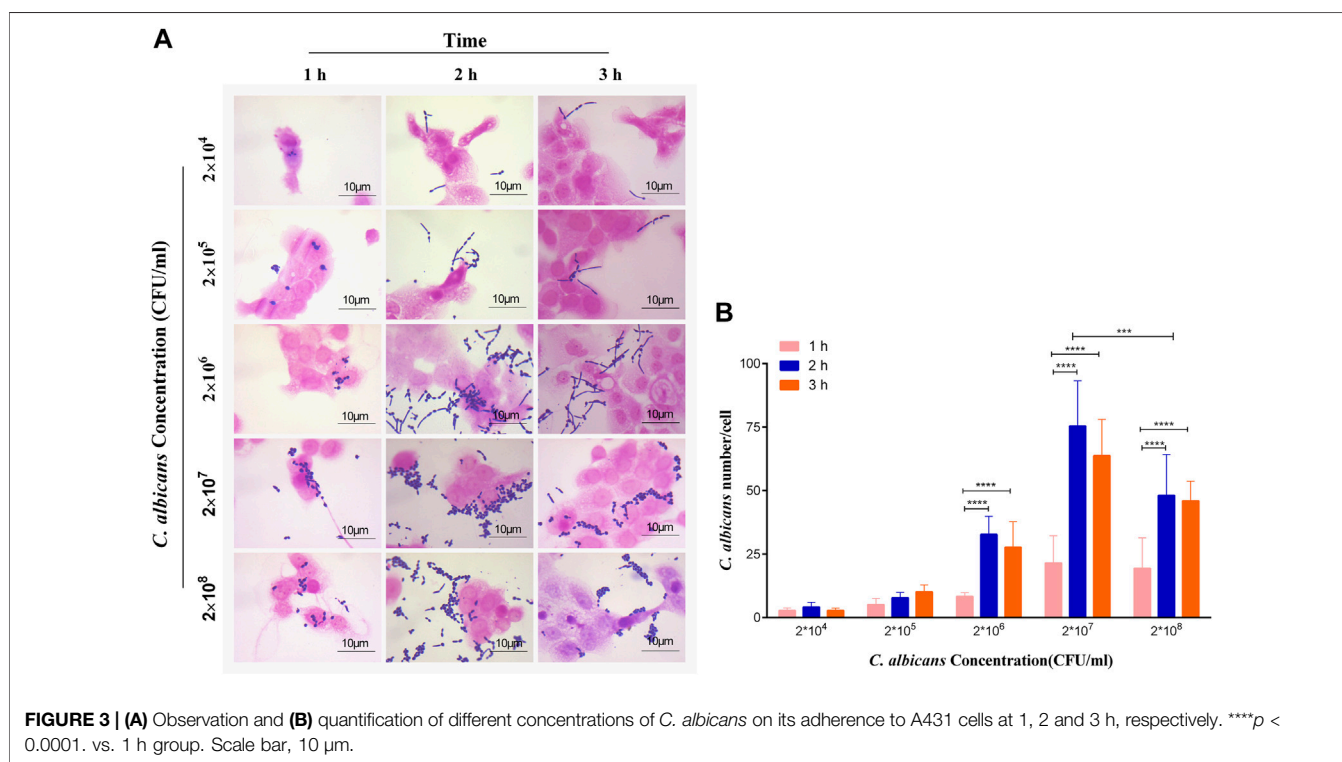 A
Time
1 h 2 h 3 h
C. albicans Concentration (CFU/ml)
2×10⁴
10μm 10μm 10μm
2×10⁵
10μm 10μm 10μm
2×10⁶
10μm 10μm 10μm
2×10⁷
10μm 10μm 10μm
2×10⁸
10μm 10μm 10μm
B
1 h
2 h
3 h
C. albicans number/cell
100
75
50
25
0
**** ****
**** ****
***
**** ****
2*10⁴ 2*10⁵ 2*10⁶ 2*10⁷ 2*10⁸
C. albicans Concentration(CFU/ml)
FIGURE 3 | (A) Observation and (B) quantification of different concentrations of C. albicans on its adherence to A431 cells at 1, 2 and 3 h, respectively. ****p <
0.0001. vs. 1 h group. Scale bar, 10 μm.